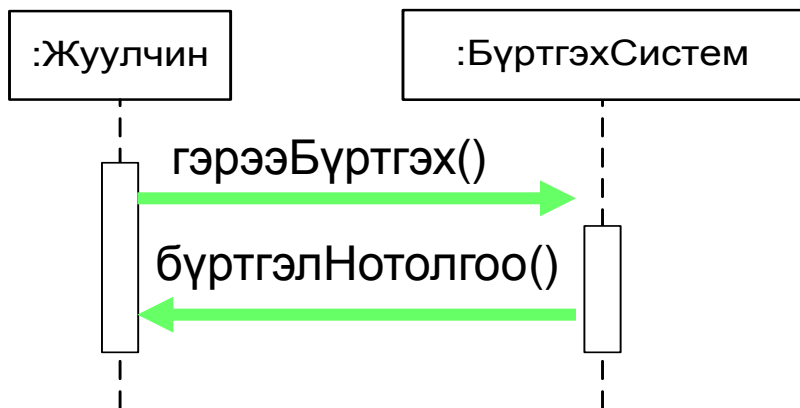 :Жуулчин
:БүртгэхСистем
гэрээБүртгэх()
бүртгэлНотолгоо()